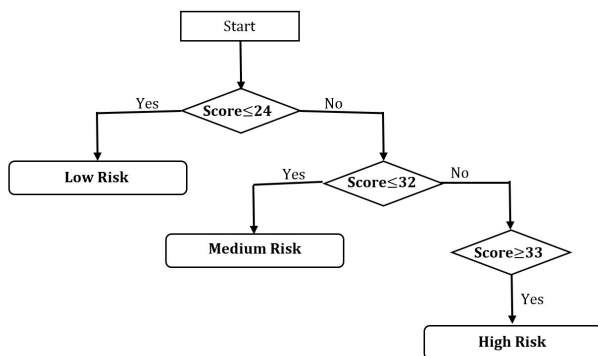 Start
Yes
Score≤24
No
Low Risk
Yes
Score≤32
No
Medium Risk
Score≥33
Yes
High Risk